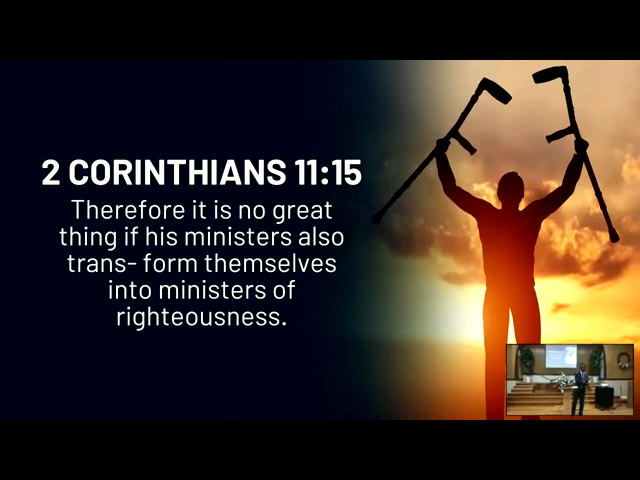 2 CORINTHIANS 11:15
Therefore it is no great
thing if his ministers also
trans- form themselves
into ministers of
righteousness.